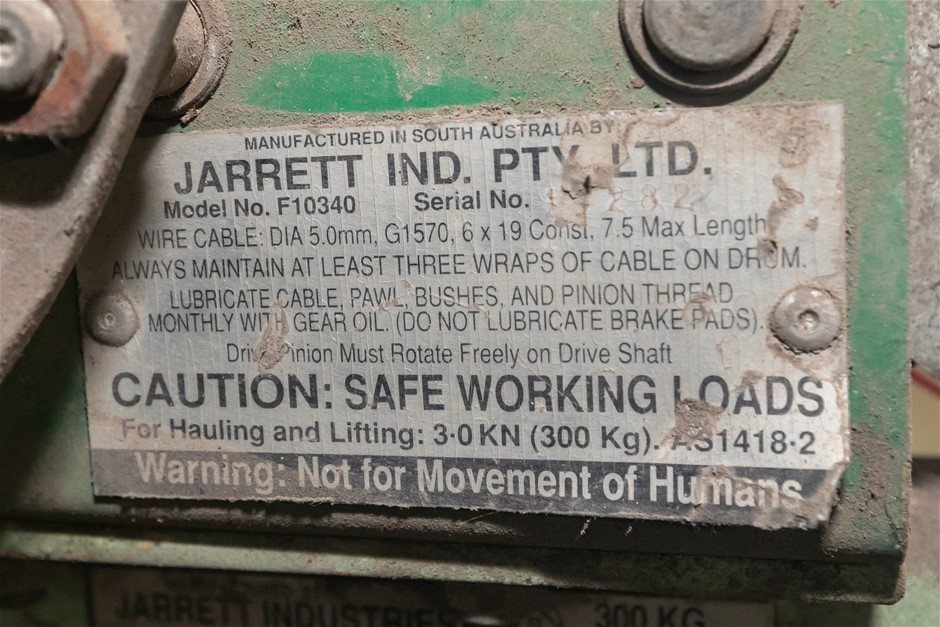 MANUFACTURED IN SOUTH AUSTRALIA BY:
JARRETT IND. PTY. LTD.
Model No. F10340 Serial No.
WIRE CABLE: DIA 5.0mm, G1570, 6 x 19 Const, 7.5 Max Length
ALWAYS MAINTAIN AT LEAST THREE WRAPS OF CABLE ON DRUM.
LUBRICATE CABLE, PAWL, BUSHES, AND PINION THREAD
MONTHLY WITH GEAR OIL. (DO NOT LUBRICATE BRAKE PADS).
Drive Pinion Must Rotate Freely on Drive Shaft
CAUTION: SAFE WORKING LOADS
For Hauling and Lifting: 3·0 KN (300 Kg). AS1418·2
Warning: Not for Movement of Humans
JARRETT INDUSTRIES 300 KG